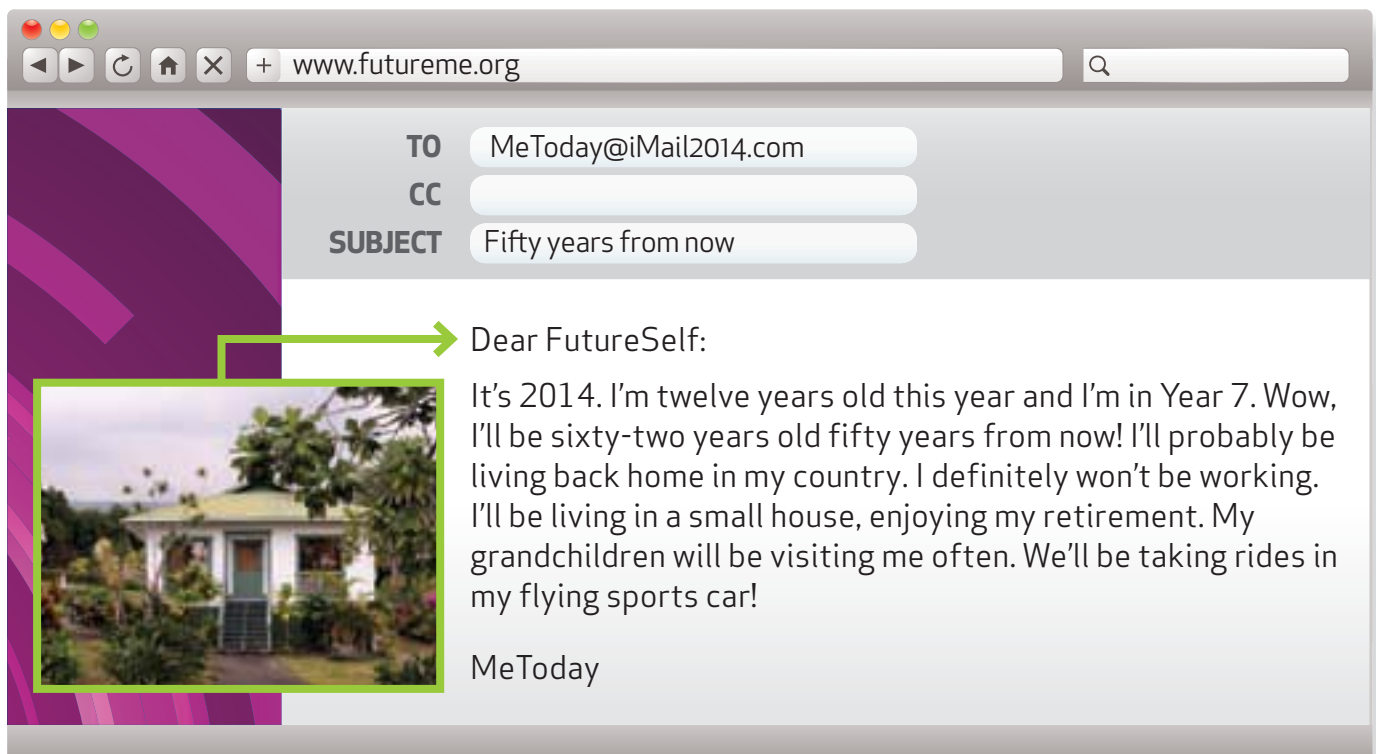 www.futureme.org
TO MeToday@iMail2014.com
CC
SUBJECT Fifty years from now
Dear FutureSelf:
It's 2014. I'm twelve years old this year and I'm in Year 7. Wow,
I'll be sixty-two years old fifty years from now! I'll probably be
living back home in my country. I definitely won't be working.
I'll be living in a small house, enjoying my retirement. My
grandchildren will be visiting me often. We'll be taking rides in
my flying sports car!
MeToday